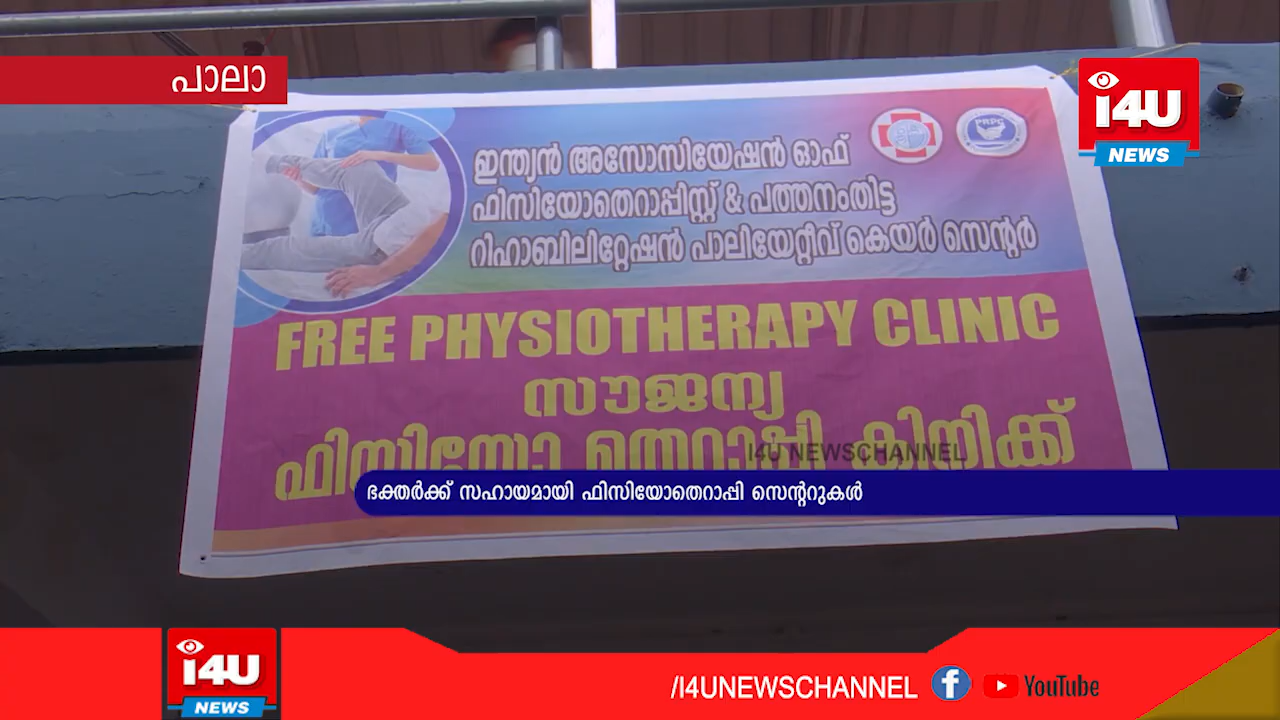 പാലാ
i4U
NEWS
PRPC
ഇന്ത്യൻ അസോസിയേഷൻ ഓഫ്
ഫിസിയോതെറാപ്പിസ്റ്റ് & പത്തനംതിട്ട
റിഹാബിലിറ്റേഷൻ പാലിയേറ്റീവ് കെയർ സെന്റർ
FREE PHYSIOTHERAPY CLINIC
സൗജന്യ
ഫിസിയോ തെറാപ്പി ക്ലിനിക്ക്
I4U NEWSCHANNEL
ഭക്തർക്ക് സഹായമായി ഫിസിയോതെറാപ്പി സെന്ററുകൾ
i4U
NEWS
/I4UNEWSCHANNEL
YouTube